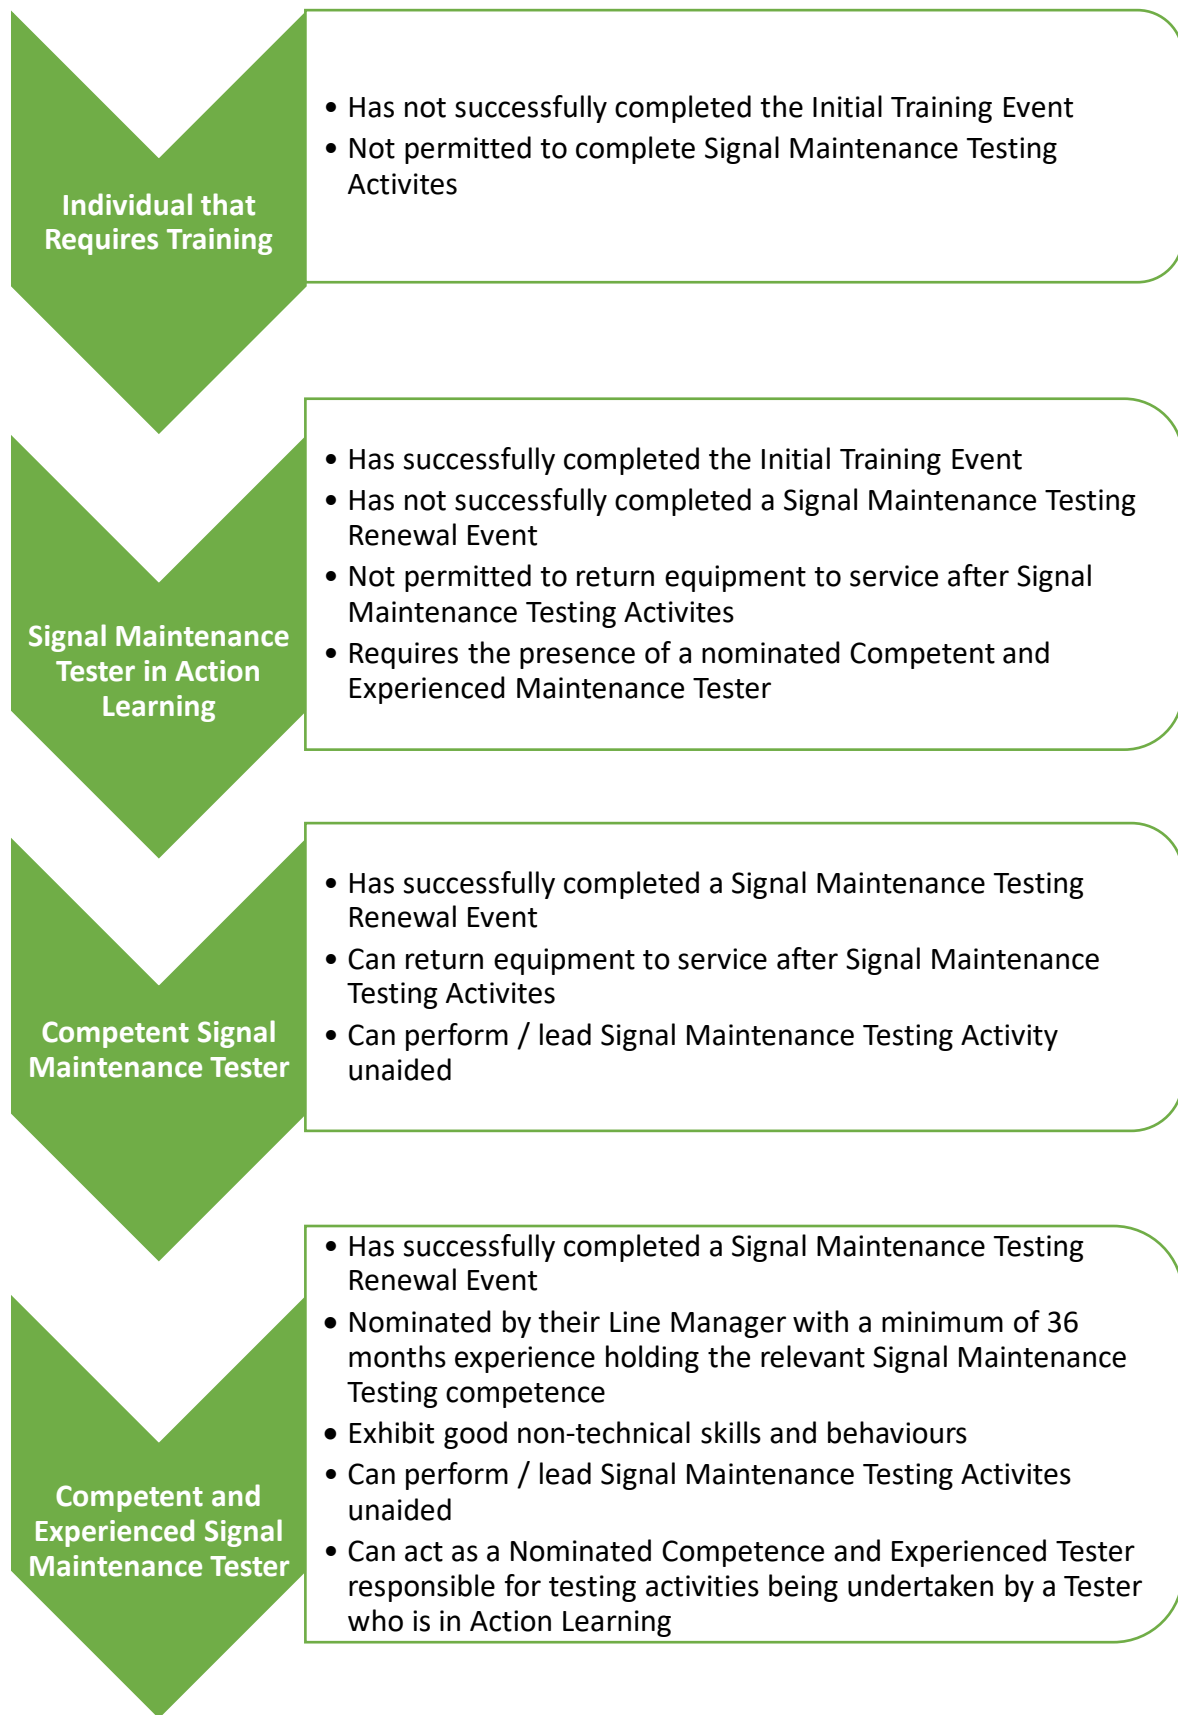 Individual that
Requires Training
• Has not successfully completed the Initial Training Event
• Not permitted to complete Signal Maintenance Testing
Activites
Signal Maintenance
Tester in Action
Learning
• Has successfully completed the Initial Training Event
• Has not successfully completed a Signal Maintenance Testing
Renewal Event
• Not permitted to return equipment to service after Signal
Maintenance Testing Activites
• Requires the presence of a nominated Competent and
Experienced Maintenance Tester
Competent Signal
Maintenance Tester
• Has successfully completed a Signal Maintenance Testing
Renewal Event
• Can return equipment to service after Signal Maintenance
Testing Activites
• Can perform / lead Signal Maintenance Testing Activity
unaided
Competent and
Experienced Signal
Maintenance Tester
• Has successfully completed a Signal Maintenance Testing
Renewal Event
• Nominated by their Line Manager with a minimum of 36
months experience holding the relevant Signal Maintenance
Testing competence
• Exhibit good non-technical skills and behaviours
• Can perform / lead Signal Maintenance Testing Activites
unaided
• Can act as a Nominated Competence and Experienced Tester
responsible for testing activities being undertaken by a Tester
who is in Action Learning